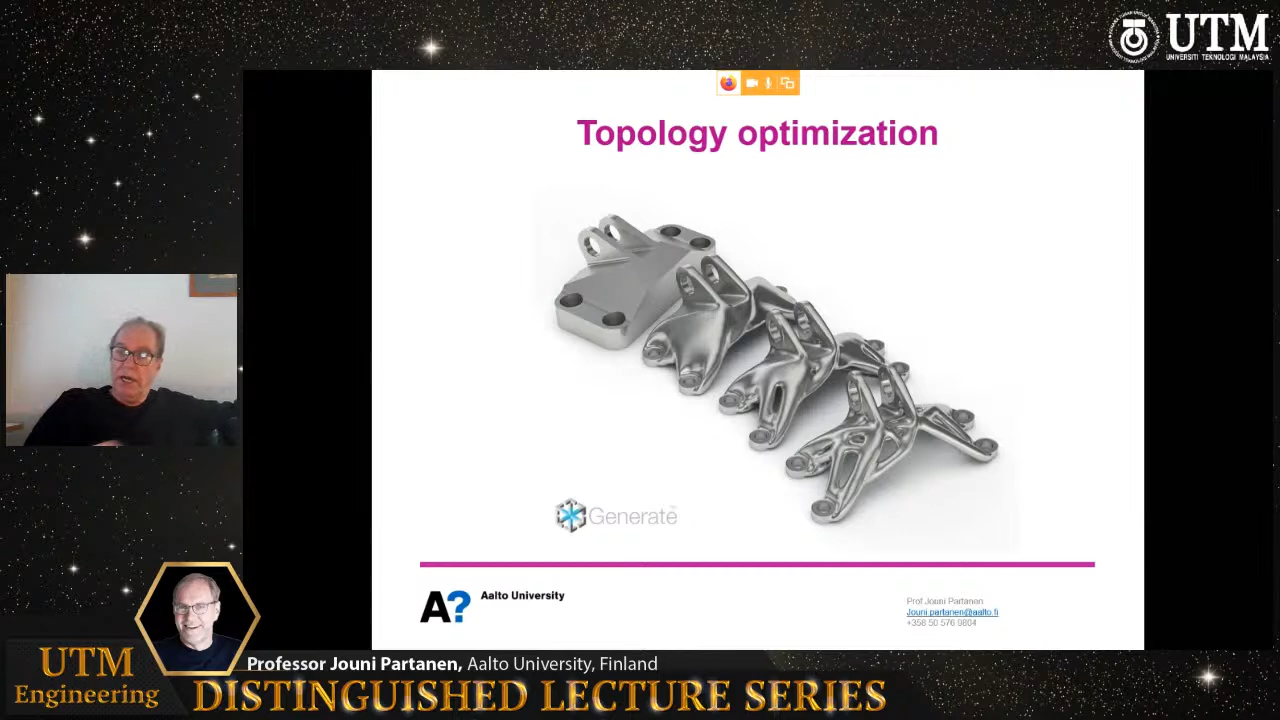 UTM
UNIVERSITI TEKNOLOGI MALAYSIA
Topology optimization
Generate
A?
Aalto University
Prof Jouni Partanen
Jouni.partanen@aalto.fi
+358 50 576 9804
UTM
Engineering
Professor Jouni Partanen, Aalto University, Finland
DISTINGUISHED LECTURE SERIES